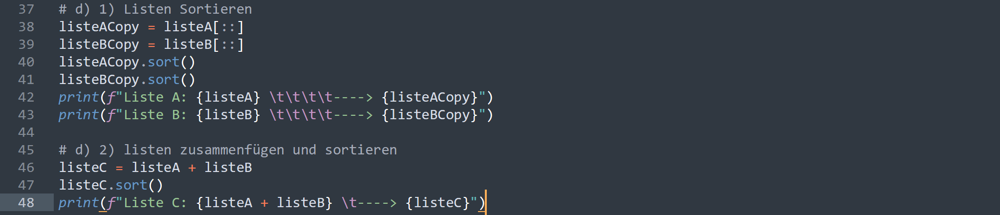 37 # d) 1) Listen Sortieren
38 listeACopy = listeA[::]
39 listeBCopy = listeB[::]
40 listeACopy.sort()
41 listeBCopy.sort()
42 print(f"Liste A: {listeA} \t\t\t\t----> {listeACopy}")
43 print(f"Liste B: {listeB} \t\t\t\t----> {listeBCopy}")
44
45 # d) 2) listen zusammenfügen und sortieren
46 listeC = listeA + listeB
47 listeC.sort()
48 print(f"Liste C: {listeA + listeB} \t----> {listeC}")